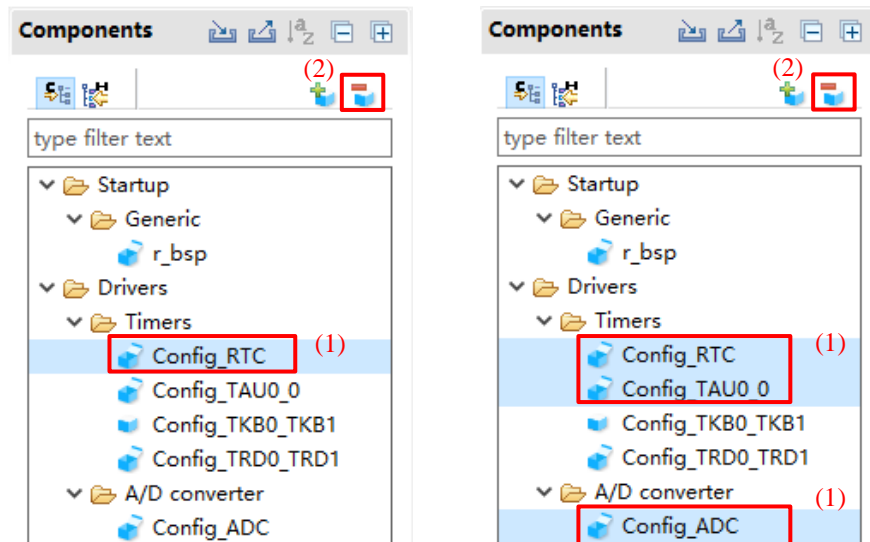 Components
(2)
type filter text
Startup
Generic
r_bsp
Drivers
Timers
Config_RTC (1)
Config_TAU0_0
Config_TKB0_TKB1
Config_TRD0_TRD1
A/D converter
Config_ADC
Components
(2)
type filter text
Startup
Generic
r_bsp
Drivers
Timers
Config_RTC (1)
Config_TAU0_0
Config_TKB0_TKB1
Config_TRD0_TRD1
A/D converter (1)
Config_ADC